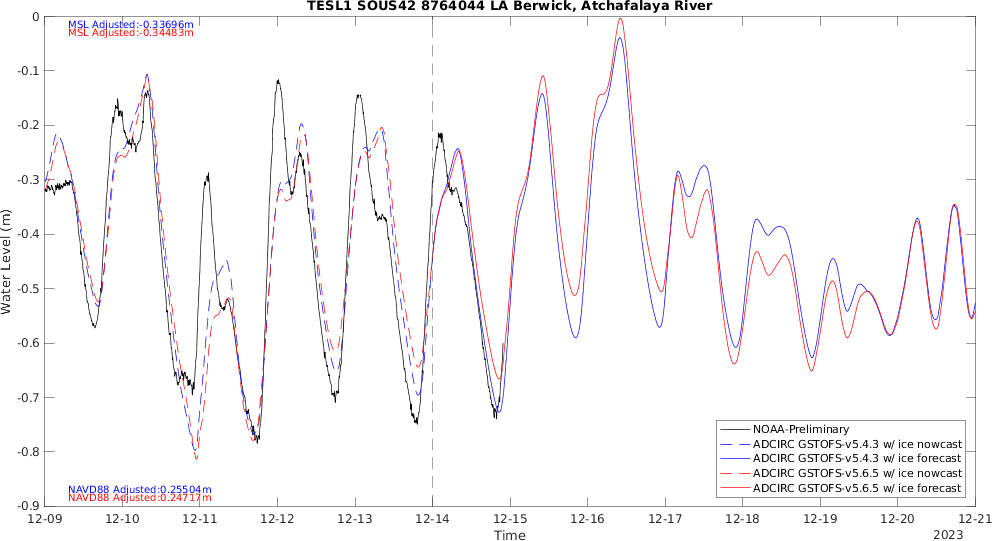 TESL1 SOUS42 8764044 LA Berwick, Atchafalaya River
MSL Adjusted:-0.33696m
MSL Adjusted:-0.34483m
0
-0.1
-0.2
-0.3
-0.4
-0.5
-0.6
-0.7
-0.8
-0.9
Water Level (m)
NAVD88 Adjusted:0.25504m
NAVD88 Adjusted:0.24717m
NOAA-Preliminary
ADCIRC GSTOFS-v5.4.3 w/ ice nowcast
ADCIRC GSTOFS-v5.4.3 w/ ice forecast
ADCIRC GSTOFS-v5.6.5 w/ ice nowcast
ADCIRC GSTOFS-v5.6.5 w/ ice forecast
12-09 12-10 12-11 12-12 12-13 12-14 12-15 12-16 12-17 12-18 12-19 12-20 12-21
Time
2023